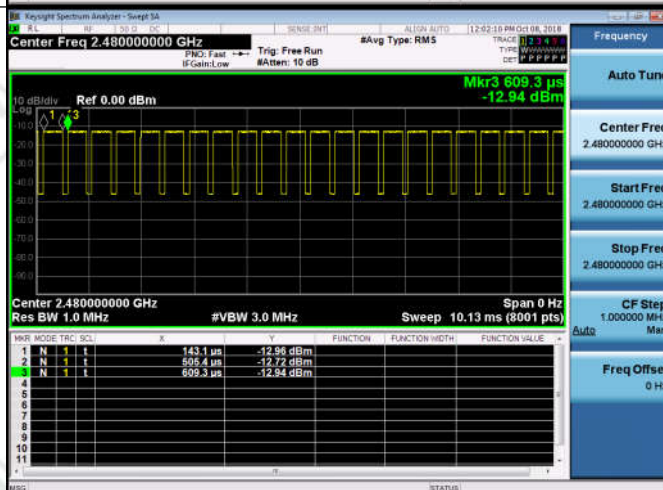 Keysight Spectrum Analyzer - Swept SA
RL RF 50 Ω DC SENSE:INT ALIGN AUTO 12:02:10 PM Oct 08, 2018
Center Freq 2.480000000 GHz
PNO: Fast
IFGain:Low
Trig: Free Run
#Atten: 10 dB
#Avg Type: RMS
TRACE 1 2 3 4 5 6
TYPE WWWWWW
DET P P P P P P
Frequency
Mkr3 609.3 µs
-12.94 dBm
10 dB/div Ref 0.00 dBm
Log
1 3
-10.0
-20.0
-30.0
-40.0
-50.0
-60.0
-70.0
-80.0
-90.0
Auto Tune
Center Freq
2.480000000 GHz
Start Freq
2.480000000 GHz
Stop Freq
2.480000000 GHz
CF Step
1.000000 MHz
Auto Man
Freq Offset
0 Hz
Center 2.480000000 GHz Span 0 Hz
Res BW 1.0 MHz #VBW 3.0 MHz Sweep 10.13 ms (8001 pts)
MKR MODE TRC SCL X Y FUNCTION FUNCTION WIDTH FUNCTION VALUE
1 N 1 t 143.1 µs -12.96 dBm
2 N 1 t 505.4 µs -12.72 dBm
3 N 1 t 609.3 µs -12.94 dBm
4
5
6
7
8
9
10
11
MSG STATUS